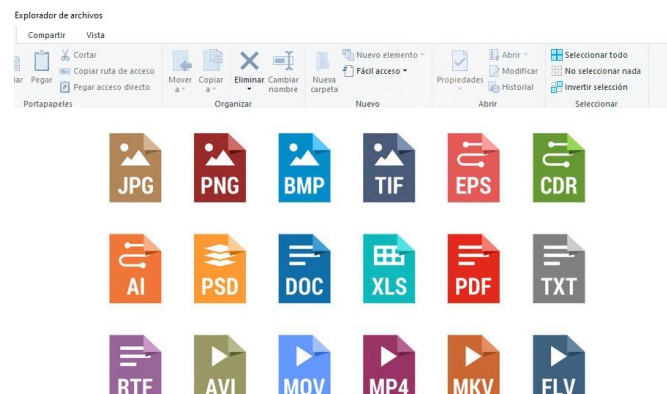 Explorador de archivos
Compartir Vista
Cortar
Copiar ruta de acceso
Pegar
Pegar acceso directo
Portapapeles
Mover a
Copiar a
Eliminar
Cambiar nombre
Organizar
Nueva carpeta
Nuevo elemento
Fácil acceso
Nuevo
Propiedades
Abrir
Modificar
Historial
Abrir
Seleccionar todo
No seleccionar nada
Invertir selección
Seleccionar
JPG PNG BMP TIF EPS CDR
AI PSD DOC XLS PDF TXT
RTF AVI MOV MP4 MKV FLV